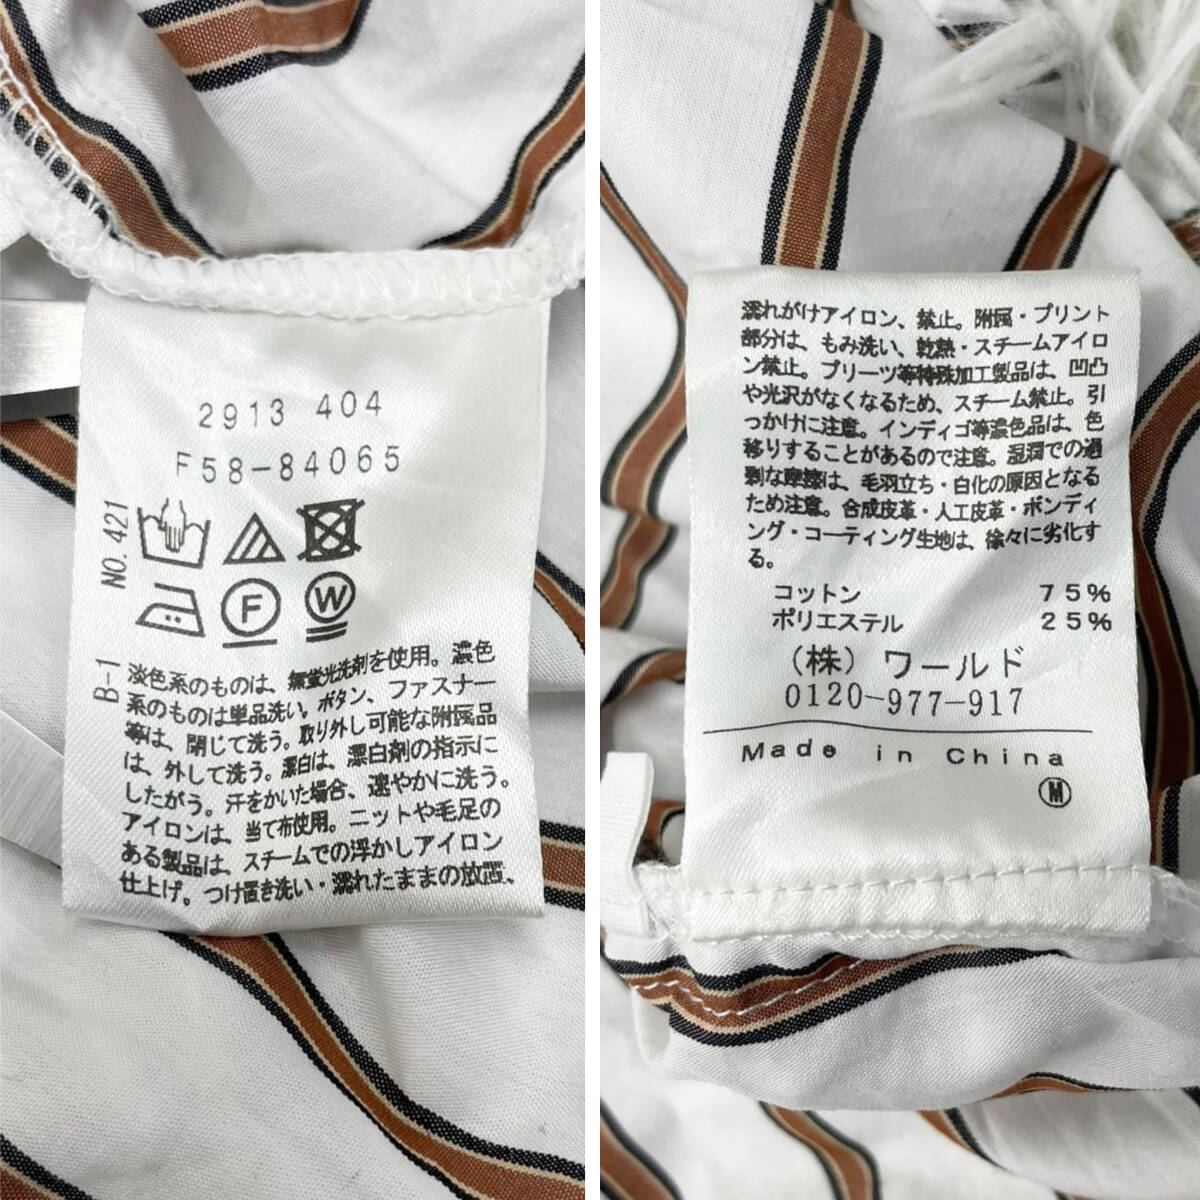 2913 404
F58-84065
NO. 421
F
W
B-1
淡色系のものは、無蛍光洗剤を使用。濃色
系のものは単品洗い。ボタン、ファスナー
等は、閉じて洗う。取り外し可能な附属品
は、外して洗う。漂白は、漂白剤の指示に
したがう。汗をかいた場合、速やかに洗う。
アイロンは、当て布使用。ニットや毛足の
ある製品は、スチームでの浮かしアイロン
仕上げ。つけ置き洗い・濡れたままの放置、
濡れがけアイロン、禁止。附属・プリント
部分は、もみ洗い、乾熱・スチームアイロ
ン禁止。プリーツ等特殊加工製品は、凹凸
や光沢がなくなるため、スチーム禁止。引
っかけに注意。インディゴ等濃色品は、色
移りすることがあるので注意。湿潤での過
剰な摩擦は、毛羽立ち・白化の原因となる
ため注意。合成皮革・人工皮革・ボンディ
ング・コーティング生地は、徐々に劣化す
る。
コットン 75%
ポリエステル 25%
（株）ワールド
0120-977-917
Made in China
M